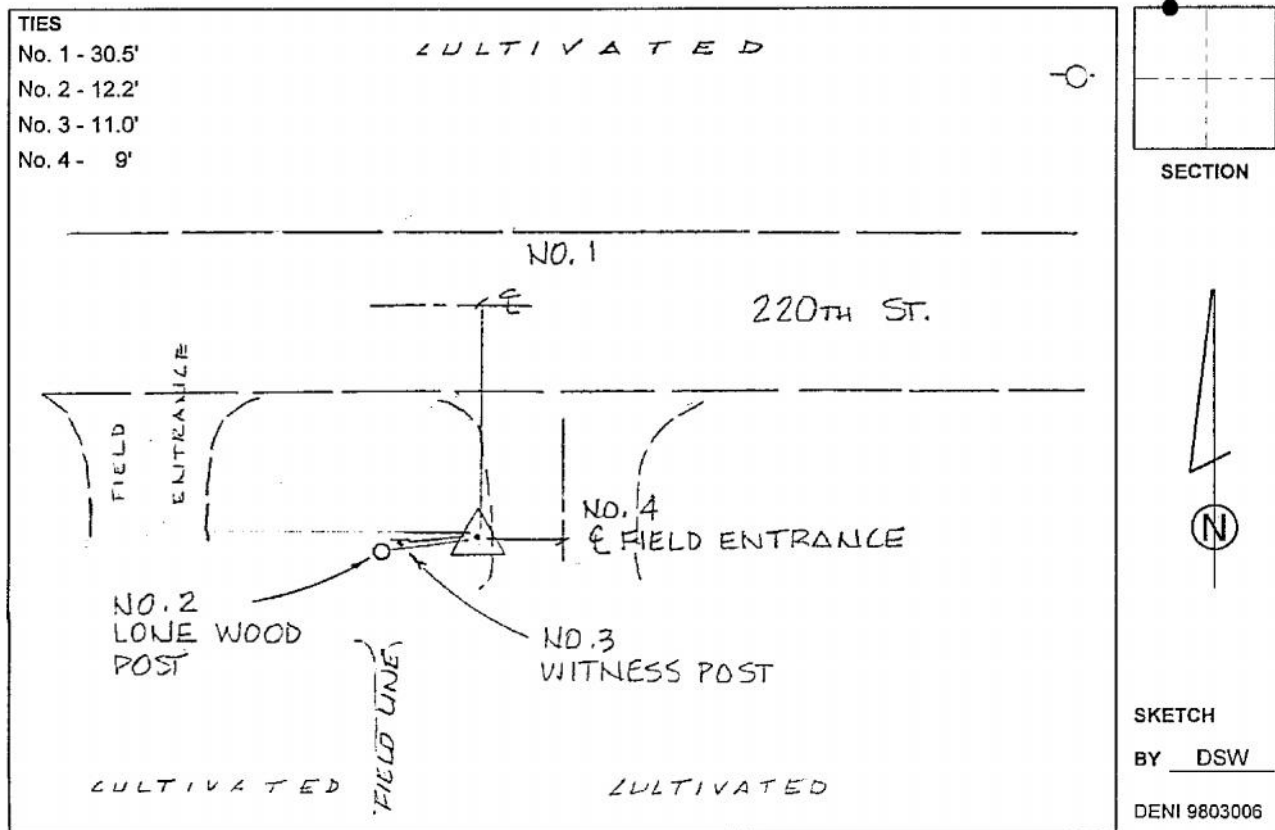 TIES
No. 1 - 30.5'
No. 2 - 12.2'
No. 3 - 11.0'
No. 4 - 9'
CULTIVATED
SECTION
NO. 1
℄
220TH ST.
FIELD
ENTRANCE
NO. 4
℄ FIELD ENTRANCE
N
NO. 2
LONE WOOD
POST
NO. 3
WITNESS POST
FIELD LINE
CULTIVATED
CULTIVATED
SKETCH
BY DSW
DENI 9803006